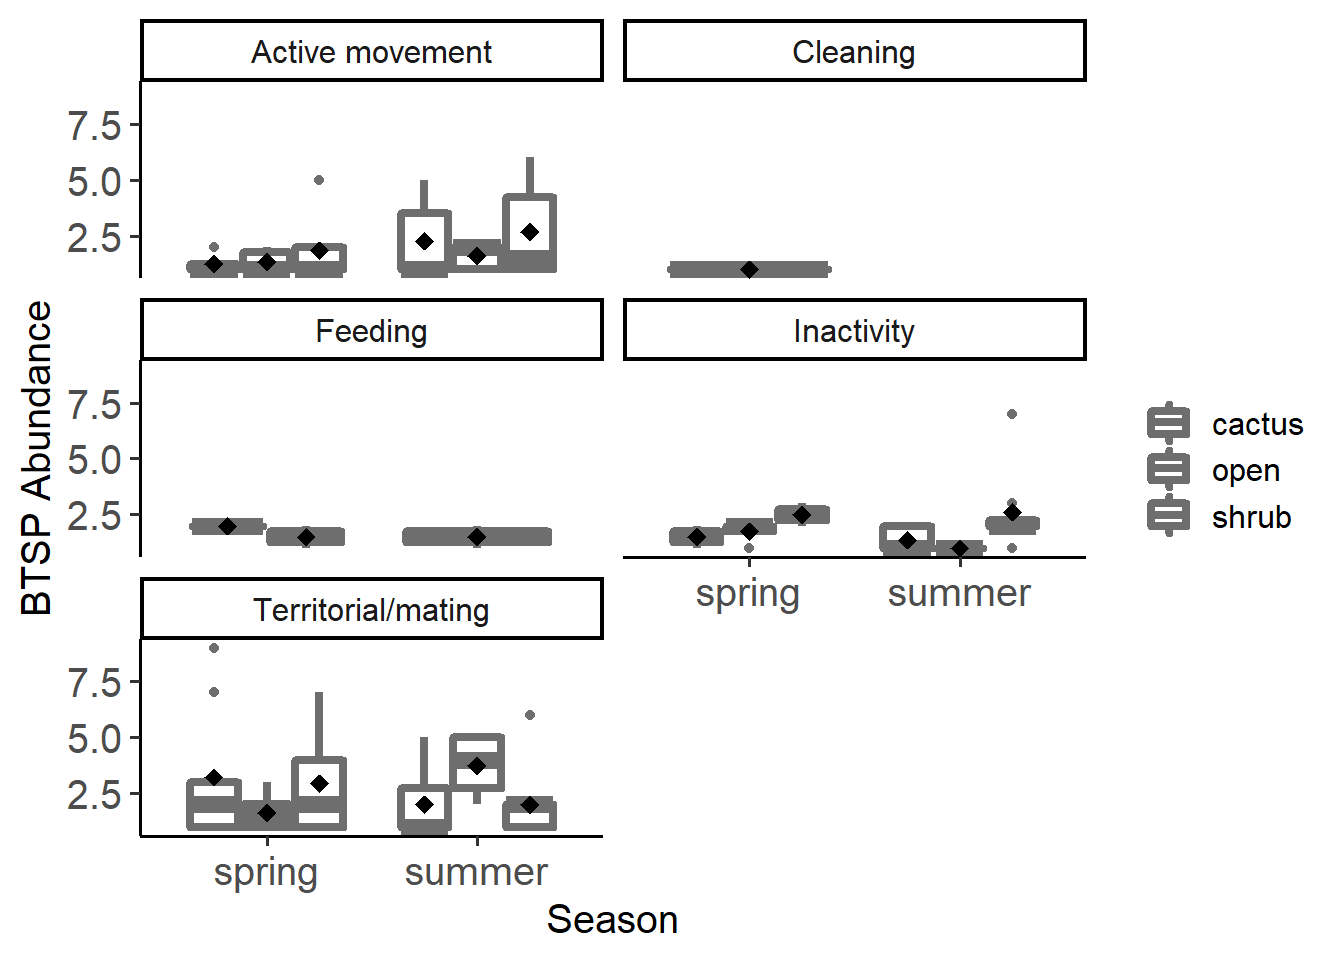 Active movement
Cleaning
7.5
5.0
2.5
Feeding
Inactivity
7.5
5.0
2.5
spring
summer
Territorial/mating
7.5
5.0
2.5
spring
summer
Season
BTSP Abundance
cactus
open
shrub